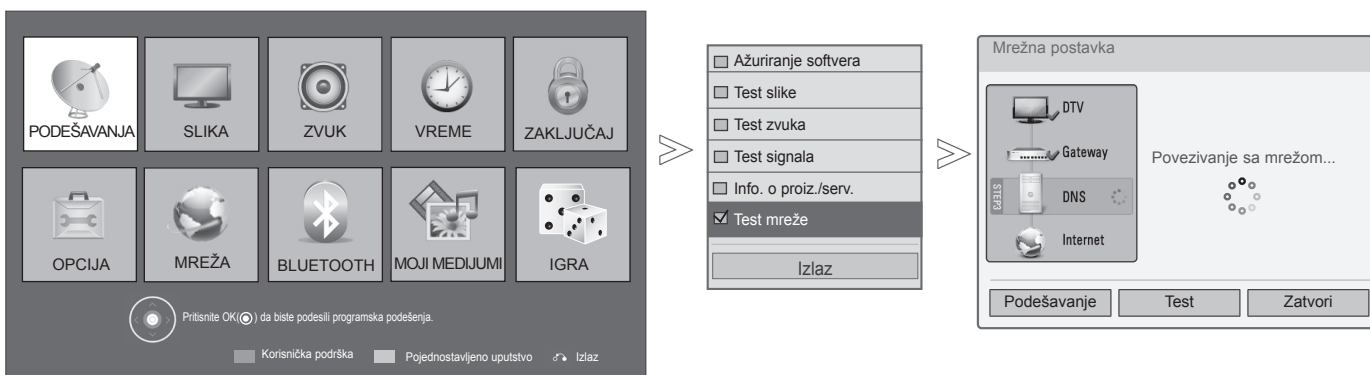 PODEŠAVANJA
SLIKA
ZVUK
VREME
ZAKLJUČAJ
OPCIJA
MREŽA
BLUETOOTH
MOJI MEDIJUMI
IGRA
Pritisnite OK( ) da biste podesili programska podešenja.
Korisnička podrška
Pojednostavljeno uputstvo
Izlaz
Ažuriranje softvera
Test slike
Test zvuka
Test signala
Info. o proiz./serv.
Test mreže
Izlaz
Mrežna postavka
DTV
Gateway
STEP3
DNS
Internet
Povezivanje sa mrežom...
Podešavanje
Test
Zatvori